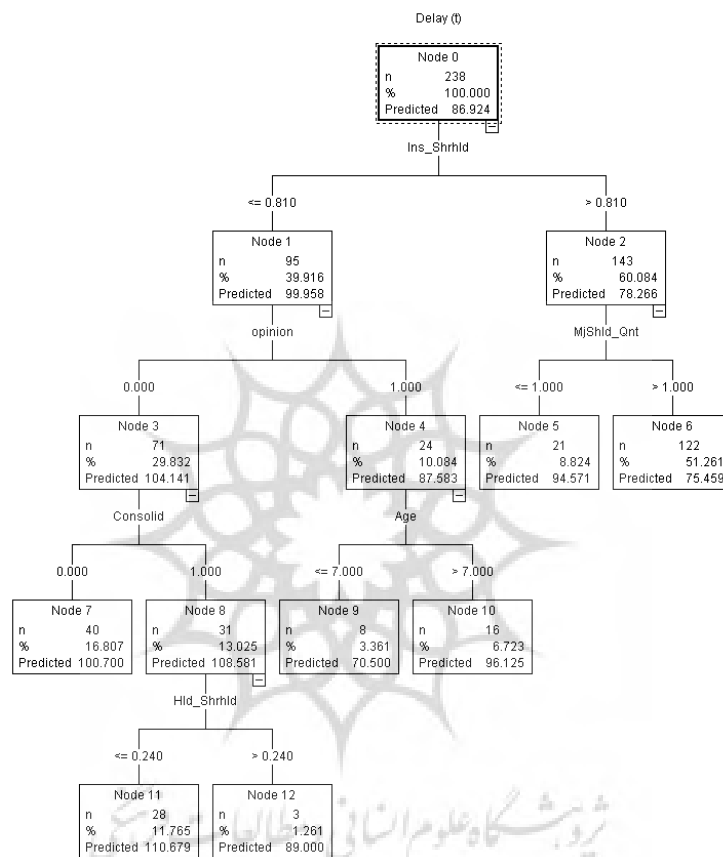 Delay (t)
Node 0
n 238
% 100.000
Predicted 86.924
Ins_Shrhld
<= 0.810
> 0.810
Node 1
n 95
% 39.916
Predicted 99.958
Node 2
n 143
% 60.084
Predicted 78.266
opinion
MjShld_Qnt
0.000
1.000
<= 1.000
> 1.000
Node 3
n 71
% 29.832
Predicted 104.141
Node 4
n 24
% 10.084
Predicted 87.583
Node 5
n 21
% 8.824
Predicted 94.571
Node 6
n 122
% 51.261
Predicted 75.459
Consolid
Age
0.000
1.000
<= 7.000
> 7.000
Node 7
n 40
% 16.807
Predicted 100.700
Node 8
n 31
% 13.025
Predicted 108.581
Node 9
n 8
% 3.361
Predicted 70.500
Node 10
n 16
% 6.723
Predicted 96.125
Hld_Shrhld
<= 0.240
> 0.240
Node 11
n 28
% 11.765
Predicted 110.679
Node 12
n 3
% 1.261
Predicted 89.000
پژوهشگاه علوم انسانی و مطالعات فرهنگی